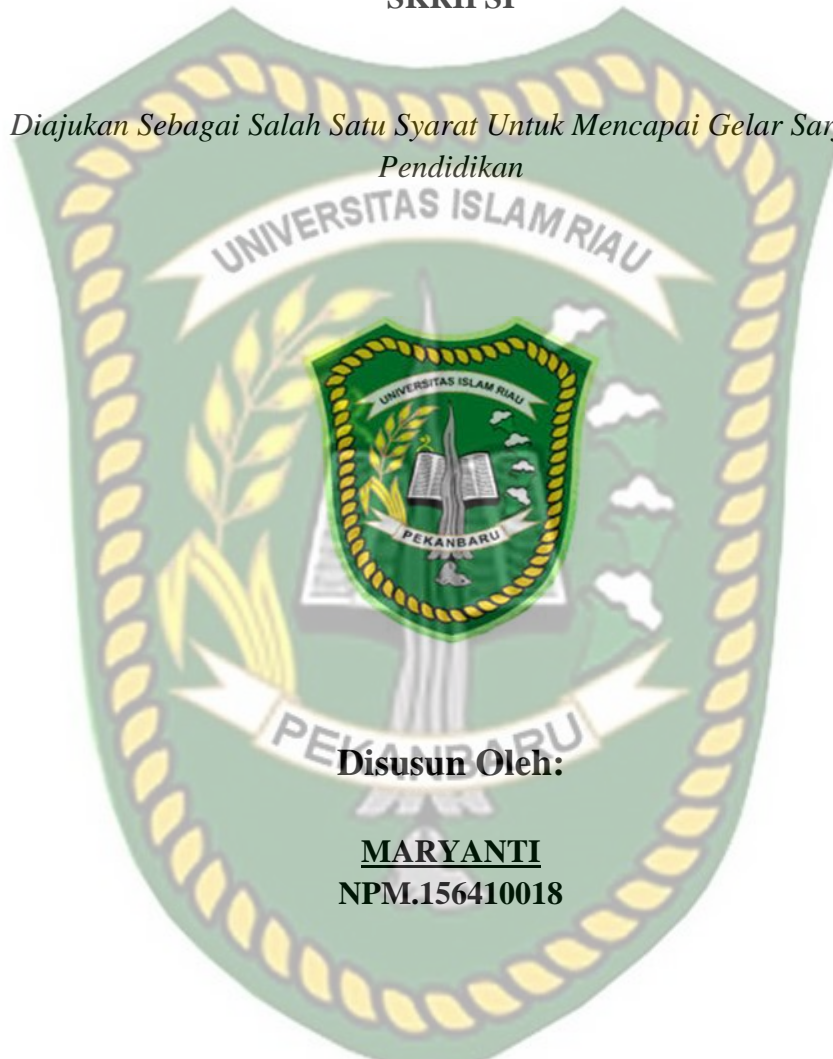 SKRIPSI
Diajukan Sebagai Salah Satu Syarat Untuk Mencapai Gelar
Pendidikan
UNIVERSITAS ISLAM RIAU
UNIVERSITAS ISLAM RIAU
PEKANBARU
PEKANBARU
Disusun Oleh:
MARYANTI
NPM.156410018